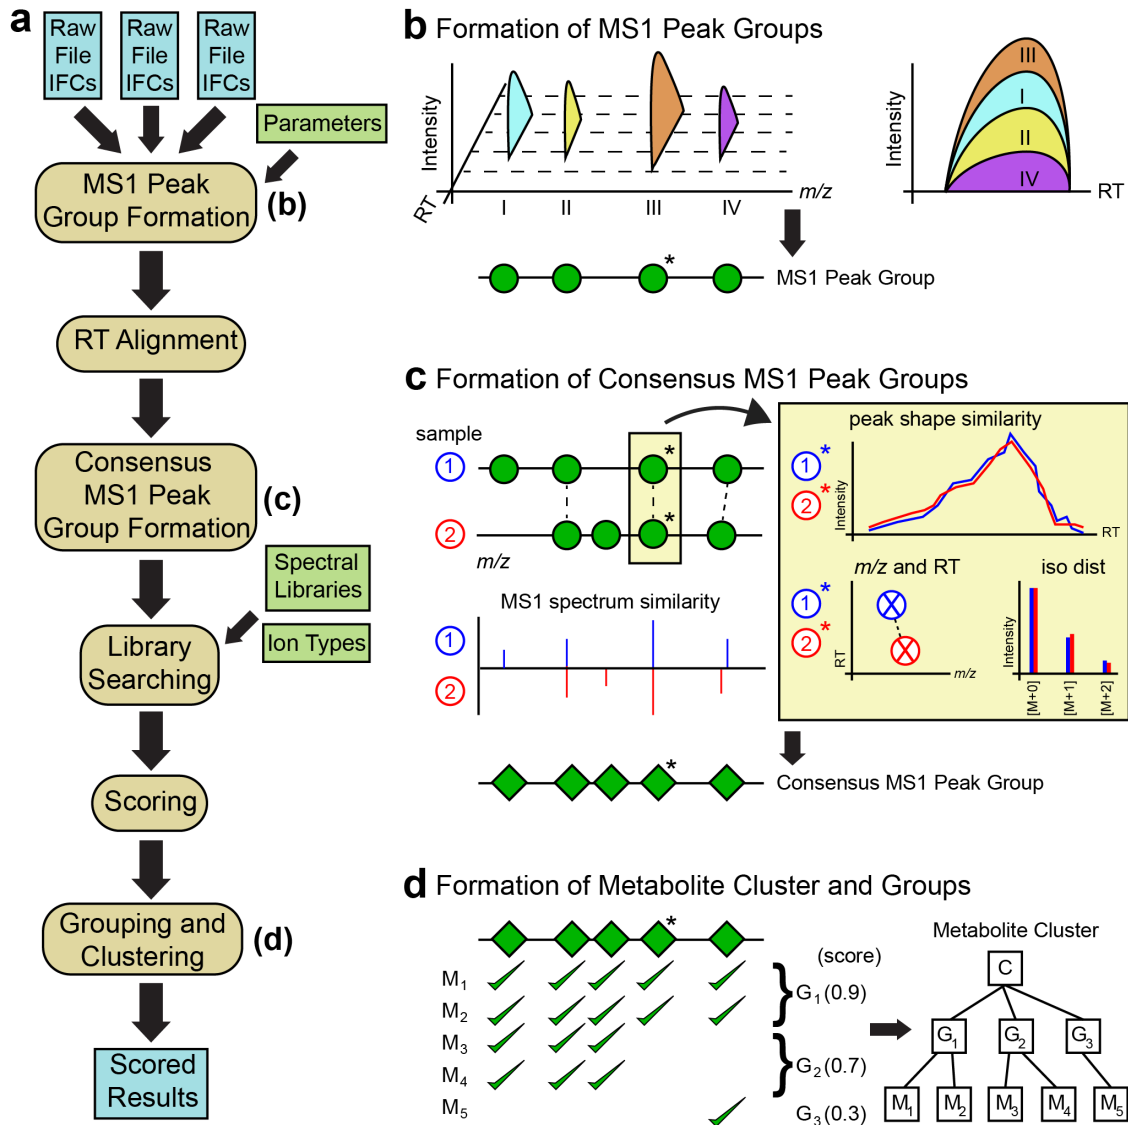 a
Raw
File
IFCs
Raw
File
IFCs
Raw
File
IFCs
Parameters
MS1 Peak
Group Formation
(b)
RT Alignment
Consensus
MS1 Peak
Group Formation
(c)
Spectral
Libraries
Ion Types
Library
Searching
Scoring
Grouping and
Clustering
(d)
Scored
Results
b Formation of MS1 Peak Groups
Intensity
RT
I II III IV
m/z
Intensity
III
I
II
IV
RT
*
MS1 Peak Group
c Formation of Consensus MS1 Peak Groups
sample
1
*
2
*
m/z
MS1 spectrum similarity
1
2
peak shape similarity
1*
2*
Intensity
RT
m/z and RT
1*
2*
RT
m/z
iso dist
Intensity
[M+0] [M+1] [M+2]
*
Consensus MS1 Peak Group
d Formation of Metabolite Cluster and Groups
*
(score)
M1
M2
M3
M4
M5
} G1(0.9)
} G2(0.7)
G3(0.3)
Metabolite Cluster
C
G1 G2 G3
M1 M2 M3 M4 M5